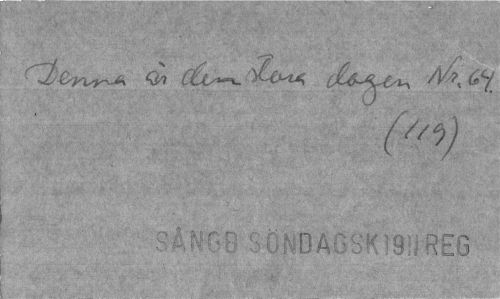 Denna är den stora dagen Nr. 64.
(119)
SÅNGB SÖNDAGSK 1911 REG